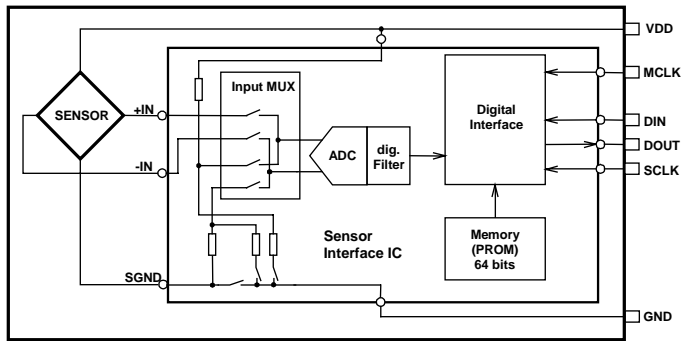 VDD
MCLK
Input MUX
SENSOR
+IN
Digital
Interface
DIN
DOUT
ADC
dig.
Filter
-IN
SCLK
Sensor
Interface IC
Memory
(PROM)
64 bits
SGND
GND